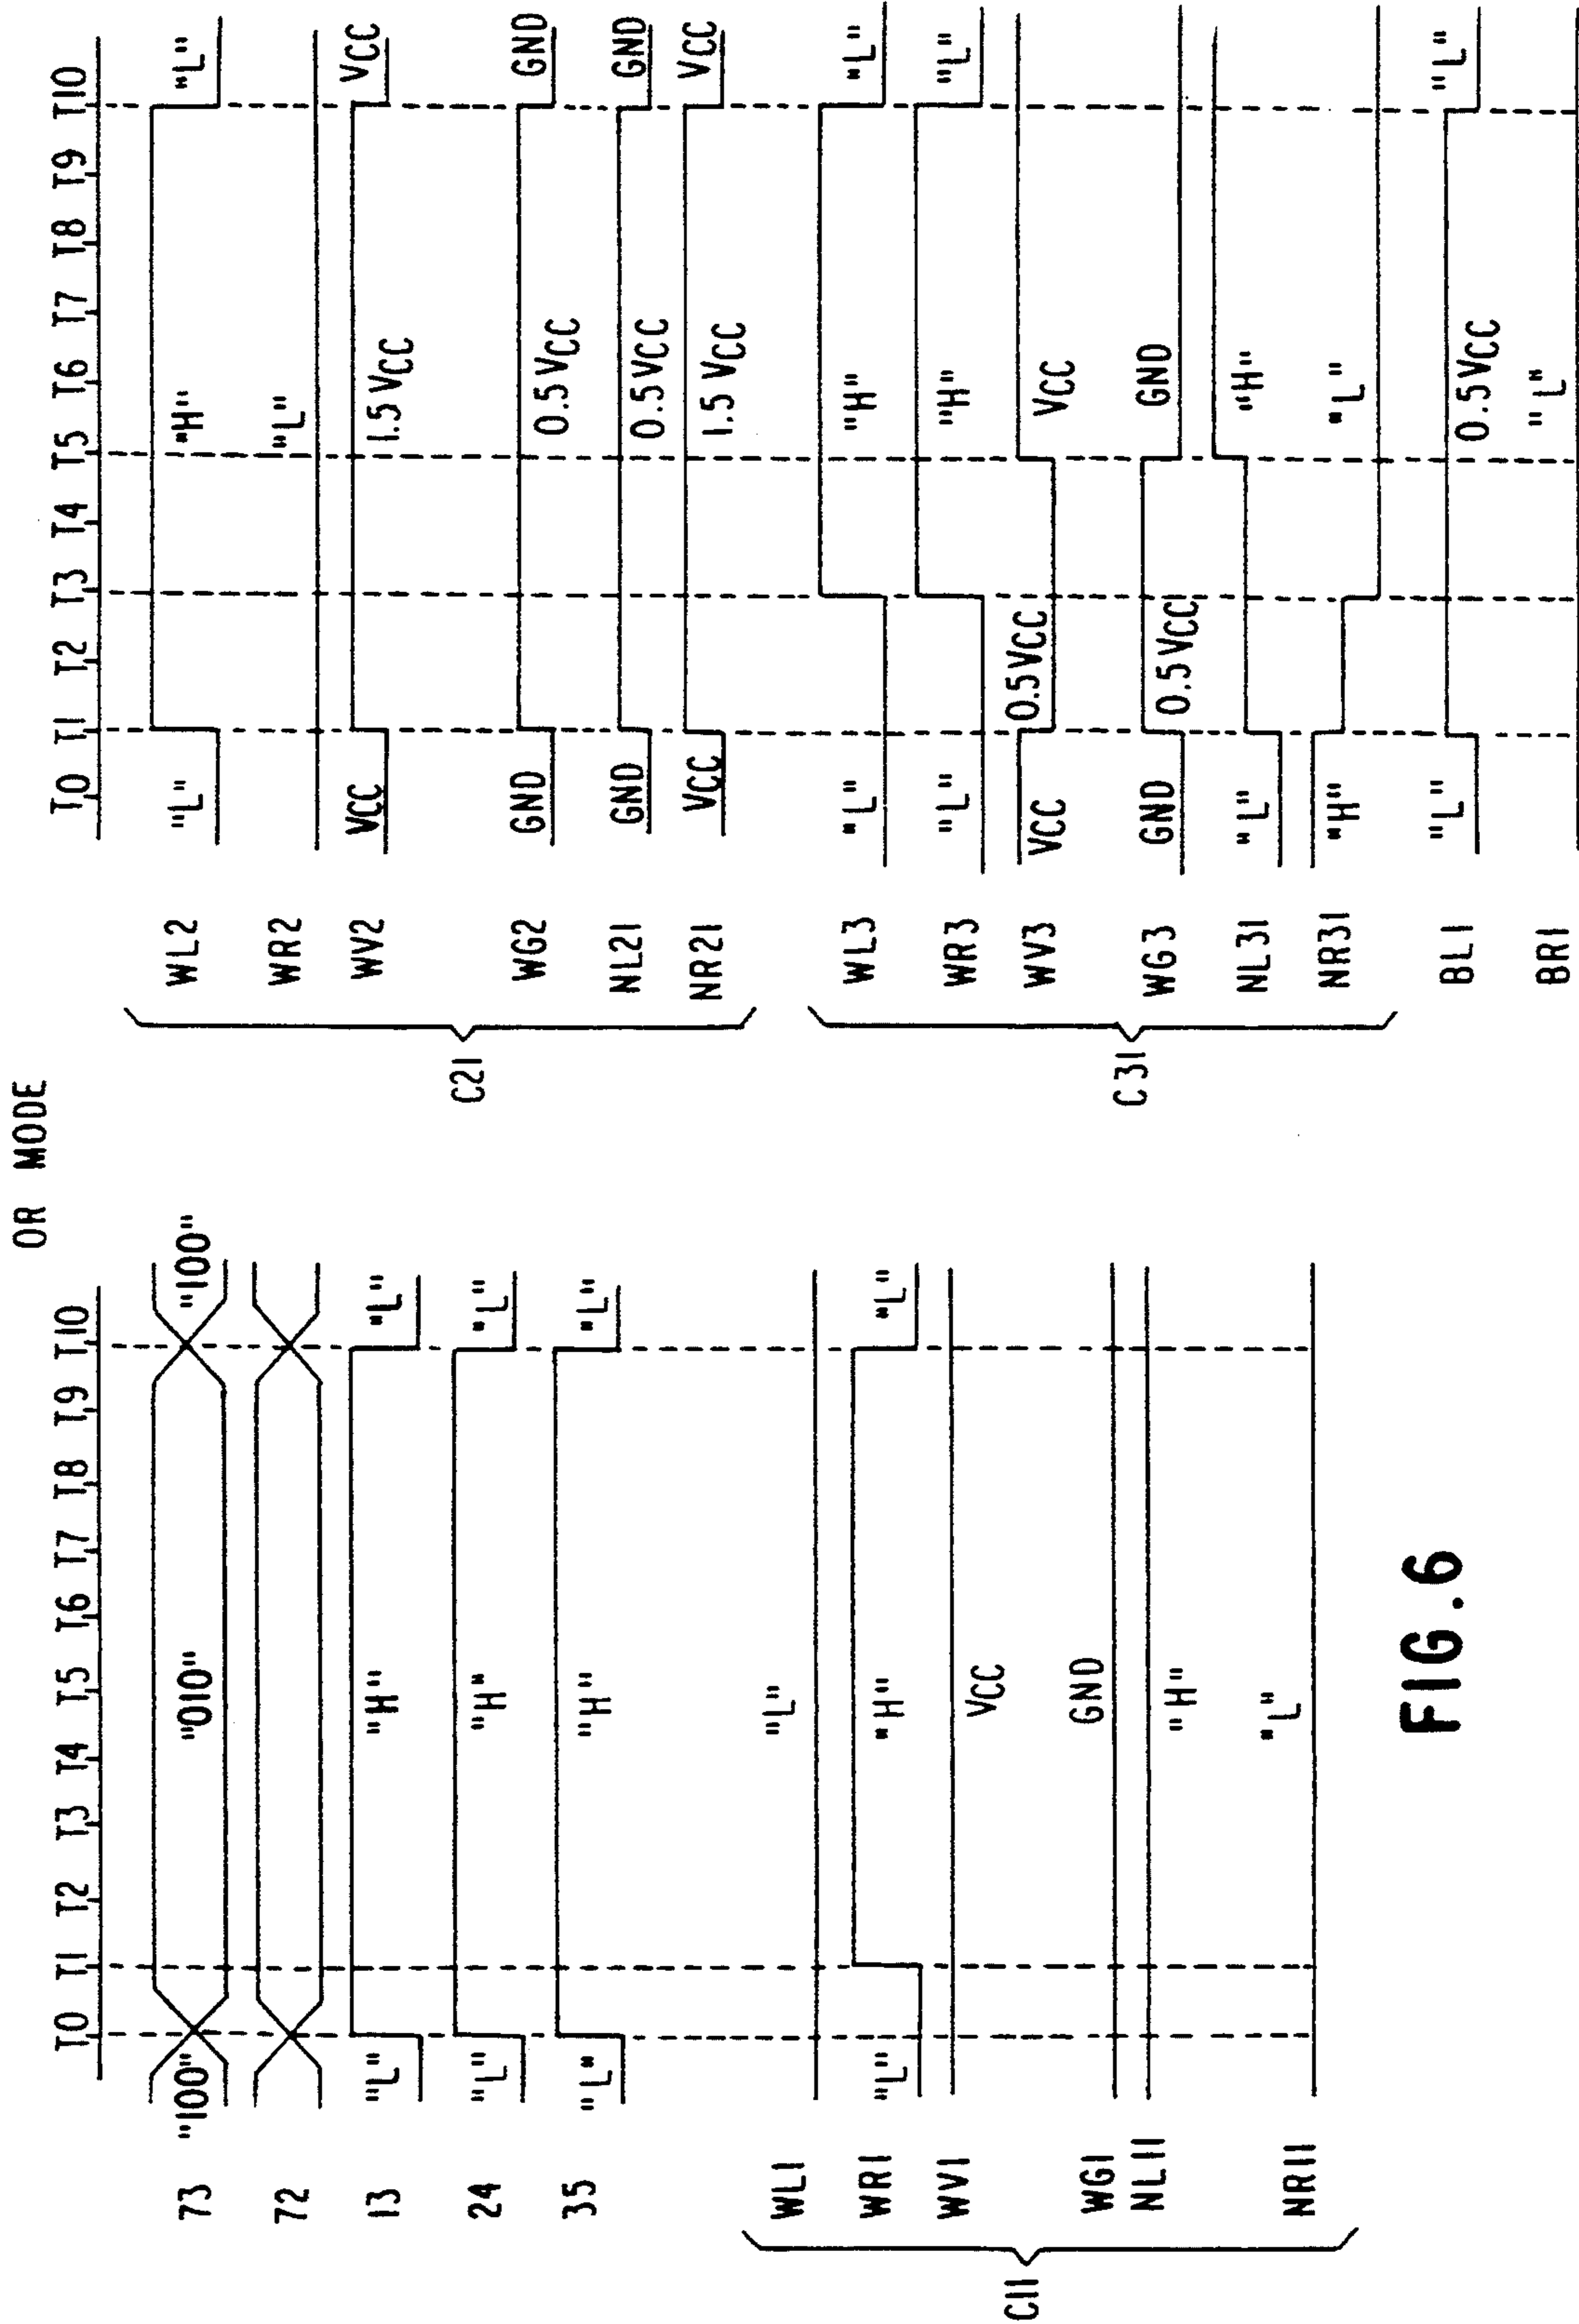 OR MODE
T0 T1 T2 T3 T4 T5 T6 T7 T8 T9 T10
73 "100" "010" "100"
72
13 "L" "H" "L"
24 "L" "H" "L"
35 "L" "H" "L"
C11
WL1 "L"
WR1 "L" "H" "L"
WV1 VCC
WG1 GND
NL11 "H"
NR11 "L"
T0 T1 T2 T3 T4 T5 T6 T7 T8 T9 T10
C21
WL2 "L" "H" "L"
WR2 "L"
WV2 VCC 1.5 VCC VCC
WG2 GND 0.5 VCC GND
NL21 GND 0.5 VCC GND
NR21 VCC 1.5 VCC VCC
C31
WL3 "L" "H" "L"
WR3 "L" "H" "L"
WV3 VCC 0.5 VCC VCC
WG3 GND 0.5 VCC GND
NL31 "L" "H"
NR31 "H" "L"
BL1 "L" 0.5 VCC "L"
BR1 "L"
FIG. 6